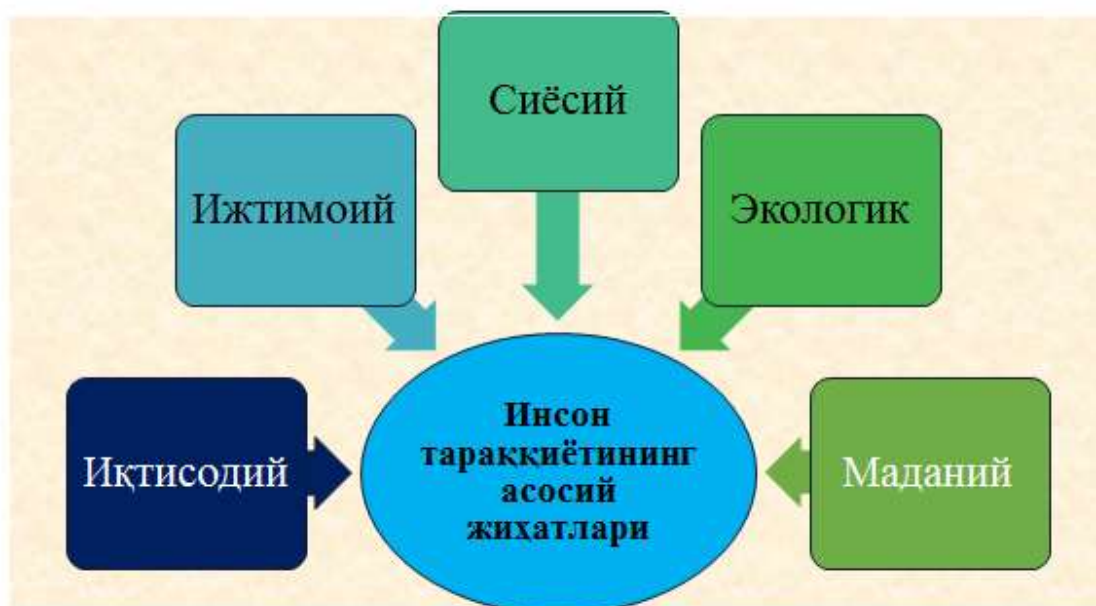 Сиёсий
Ижтимоий
Экологик
Иқтисодий
Инсон
тараққиётининг
асосий
жиҳатлари
Маданий